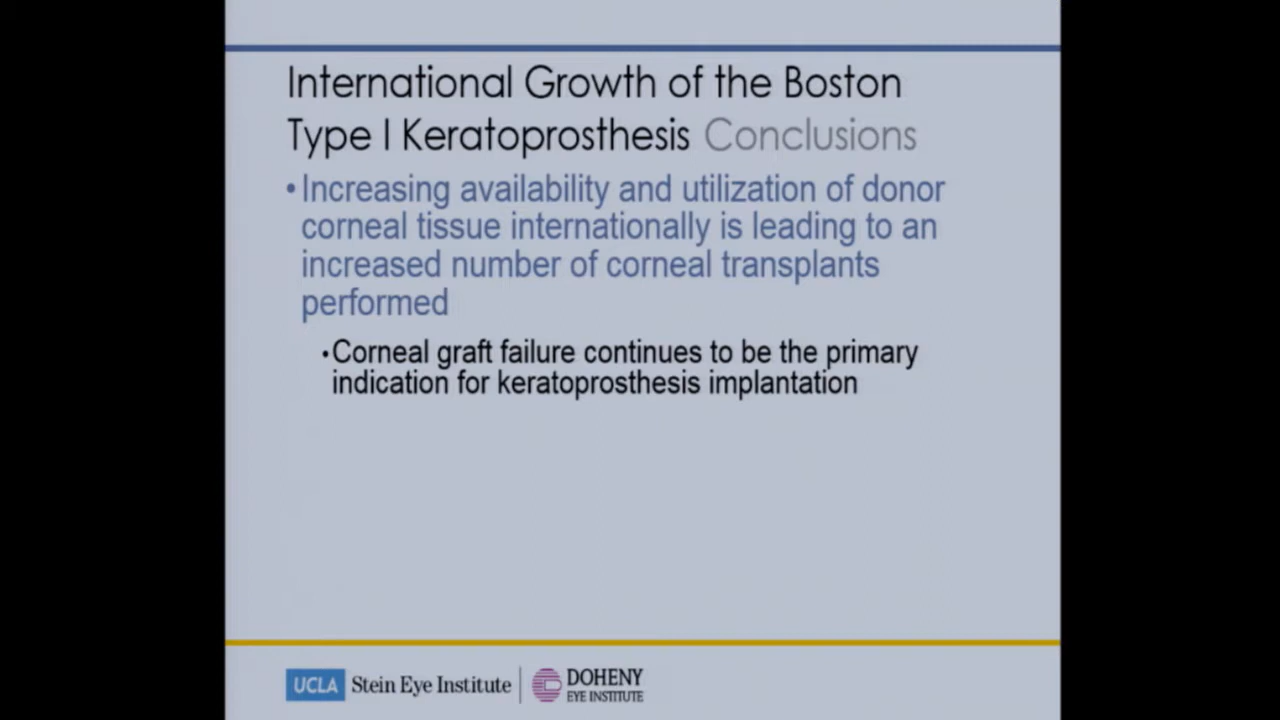 International Growth of the Boston
Type I Keratoprosthesis Conclusions
•Increasing availability and utilization of donor
corneal tissue internationally is leading to an
increased number of corneal transplants
performed
•Corneal graft failure continues to be the primary
indication for keratoprosthesis implantation
UCLA Stein Eye Institute DOHENY
EYE INSTITUTE